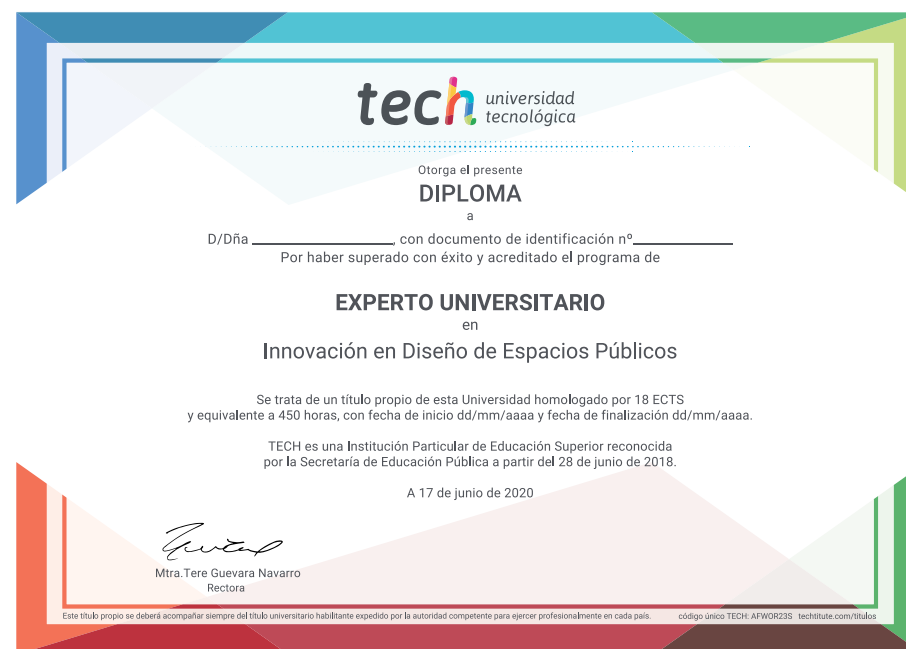 tech universidad
tecnológica
Otorga el presente
DIPLOMA
a
D/Dña ______________, con documento de identificación nº__________
Por haber superado con éxito y acreditado el programa de
EXPERTO UNIVERSITARIO
en
Innovación en Diseño de Espacios Públicos
Se trata de un título propio de esta Universidad homologado por 18 ECTS
y equivalente a 450 horas, con fecha de inicio dd/mm/aaaa y fecha de finalización dd/mm/aaaa.
TECH es una Institución Particular de Educación Superior reconocida
por la Secretaría de Educación Pública a partir del 28 de junio de 2018.
A 17 de junio de 2020
Mtra.Tere Guevara Navarro
Rectora
Este título propio se deberá acompañar siempre del título universitario habilitante expedido por la autoridad competente para ejercer profesionalmente en cada país. código único TECH: AFWOR23S techtitute.com/titulos